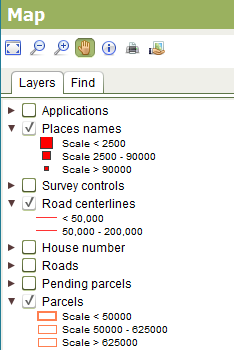 Map
Layers Find
Applications
Places names
Scale < 2500
Scale 2500 - 90000
Scale > 90000
Survey controls
Road centerlines
< 50,000
50,000 - 200,000
House number
Roads
Pending parcels
Parcels
Scale < 50000
Scale 50000 - 625000
Scale > 625000